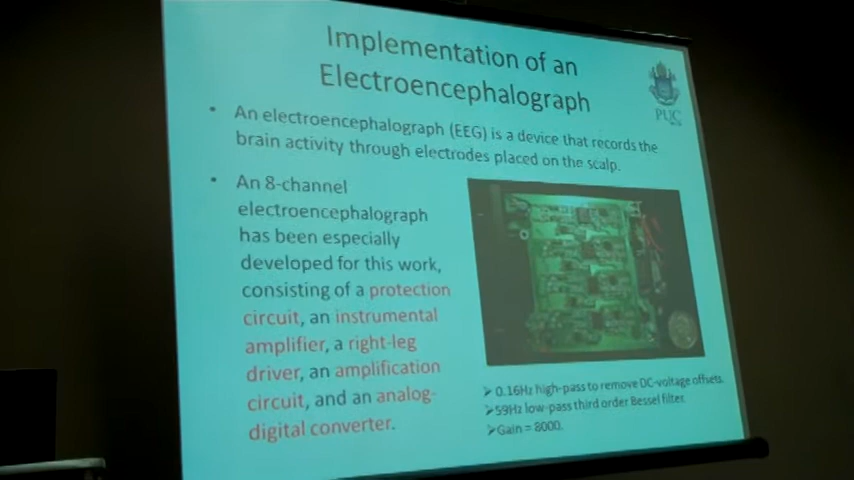 Implementation of an
Electroencephalograph
PUC
• An electroencephalograph (EEG) is a device that records the
brain activity through electrodes placed on the scalp.
• An 8-channel
electroencephalograph
has been especially
developed for this work,
consisting of a protection
circuit, an instrumental
amplifier, a right-leg
driver, an amplification
circuit, and an analog-
digital converter.
➢ 0.16Hz high-pass to remove DC-voltage offsets.
➢ 59Hz low-pass third order Bessel filter.
➢ Gain = 8000.